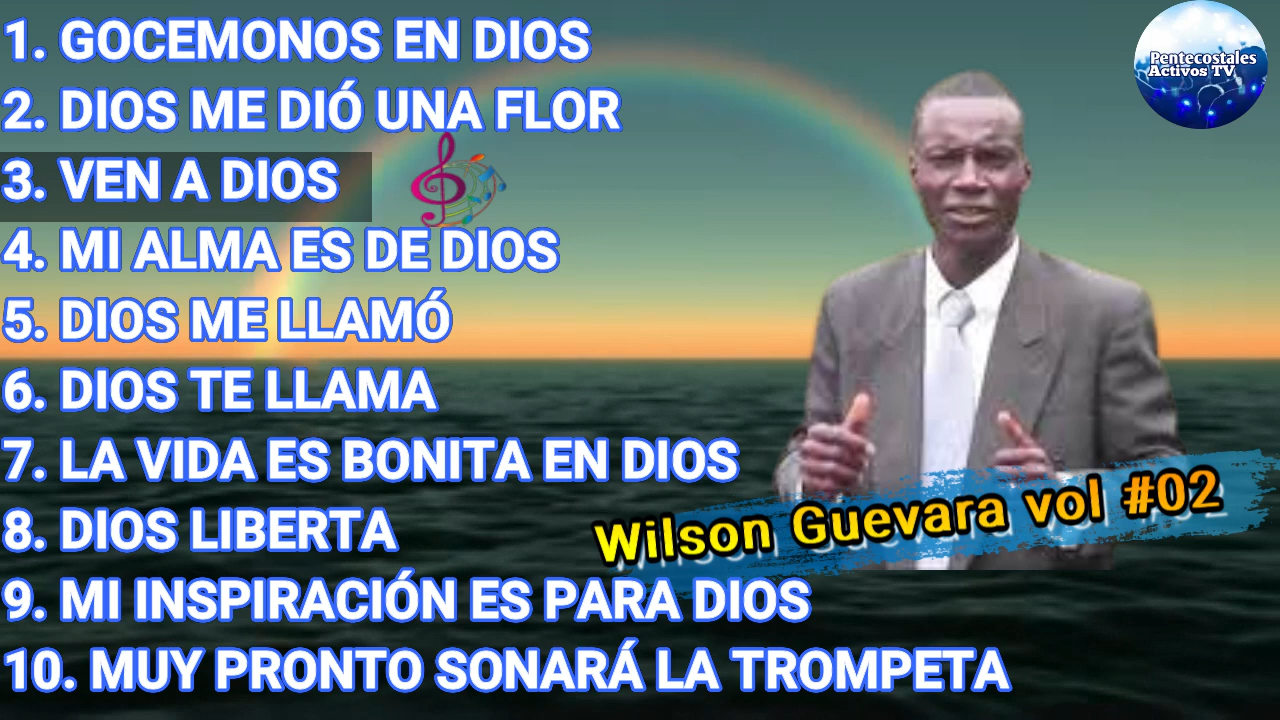 1. GOCEMONOS EN DIOS
2. DIOS ME DIÓ UNA FLOR
3. VEN A DIOS
4. MI ALMA ES DE DIOS
5. DIOS ME LLAMÓ
6. DIOS TE LLAMA
7. LA VIDA ES BONITA EN DIOS
8. DIOS LIBERTA
9. MI INSPIRACIÓN ES PARA DIOS
10. MUY PRONTO SONARÁ LA TROMPETA
Pentecostales
Activos TV
Wilson Guevara vol #02